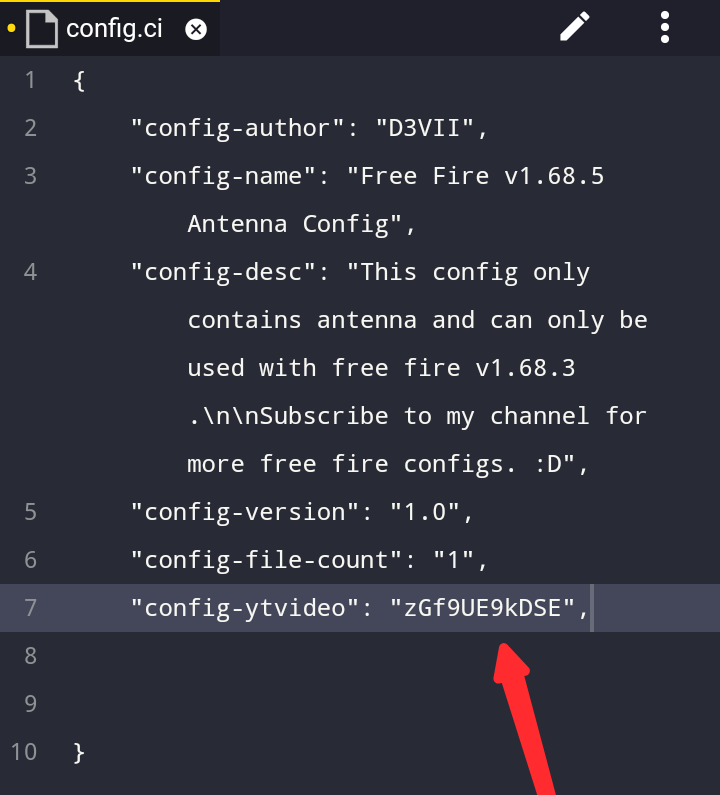 config.ci
1 {
2 "config-author": "D3VII",
3 "config-name": "Free Fire v1.68.5
Antenna Config",
4 "config-desc": "This config only
contains antenna and can only be
used with free fire v1.68.3
.\n\nSubscribe to my channel for
more free fire configs. :D",
5 "config-version": "1.0",
6 "config-file-count": "1",
7 "config-ytvideo": "zGf9UE9kDSE",
8
9
10 }